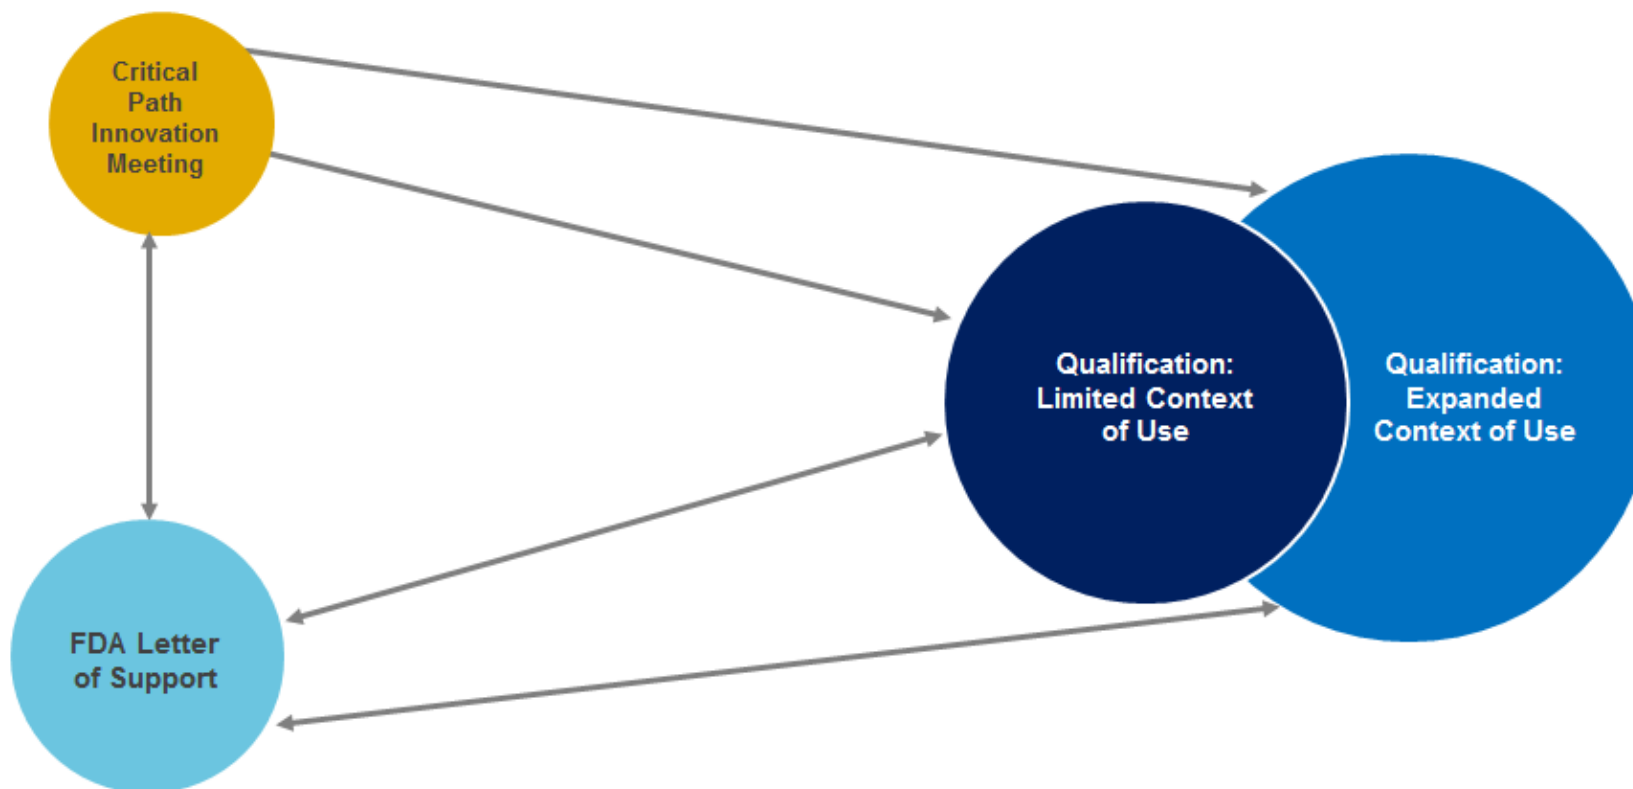 Critical
Path
Innovation
Meeting
Qualification:
Limited Context
of Use
Qualification:
Expanded
Context of Use
FDA Letter
of Support